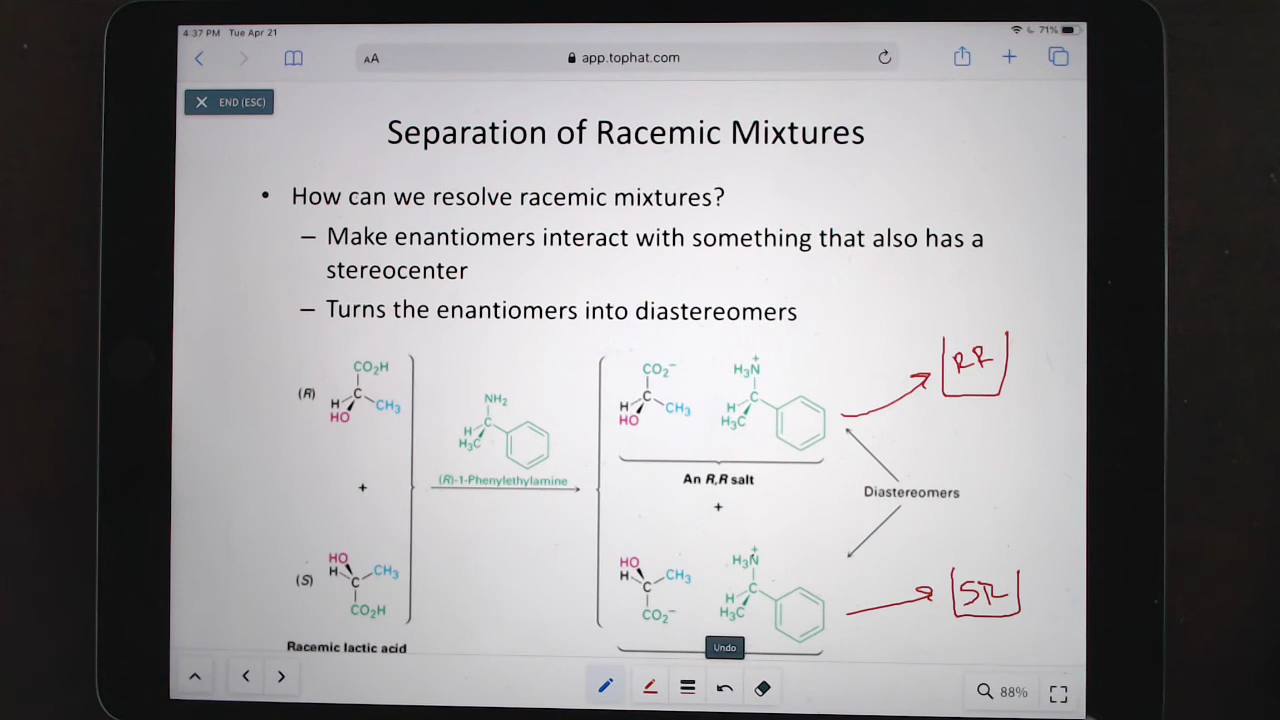 4:37 PM Tue Apr 21
71%
AA
app.tophat.com
END (ESC)
Separation of Racemic Mixtures
• How can we resolve racemic mixtures?
– Make enantiomers interact with something that also has a
stereocenter
– Turns the enantiomers into diastereomers
(R)
CO₂H
H
C
CH₃
HO
+
(S)
HO
H
C
CH₃
CO₂H
Racemic lactic acid
NH₂
H
C
H₃C
(R)-1-Phenylethylamine
CO₂⁻
H
C
CH₃
HO
H₃N⁺
H
C
H₃C
An R,R salt
+
HO
H
C
CH₃
CO₂⁻
H₃N⁺
H
C
H₃C
Diastereomers
RR
SR
Undo
88%